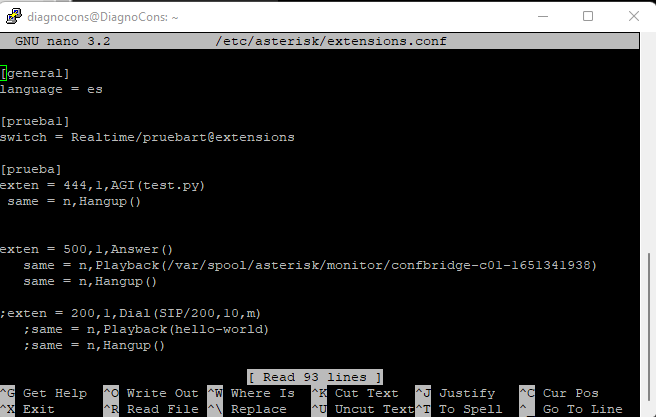 diagnocons@DiagnoCons: ~
GNU nano 3.2 /etc/asterisk/extensions.conf
[general]
language = es
[prueba1]
switch = Realtime/pruebart@extensions
[prueba]
exten = 444,1,AGI(test.py)
same = n,Hangup()
exten = 500,1,Answer()
same = n,Playback(/var/spool/asterisk/monitor/confbridge-c01-1651341938)
same = n,Hangup()
;exten = 200,1,Dial(SIP/200,10,m)
;same = n,Playback(hello-world)
;same = n,Hangup()
[ Read 93 lines ]
^G Get Help ^O Write Out ^W Where Is ^K Cut Text ^J Justify ^C Cur Pos
^X Exit ^R Read File ^\ Replace ^U Uncut Text ^T To Spell ^_ Go To Line